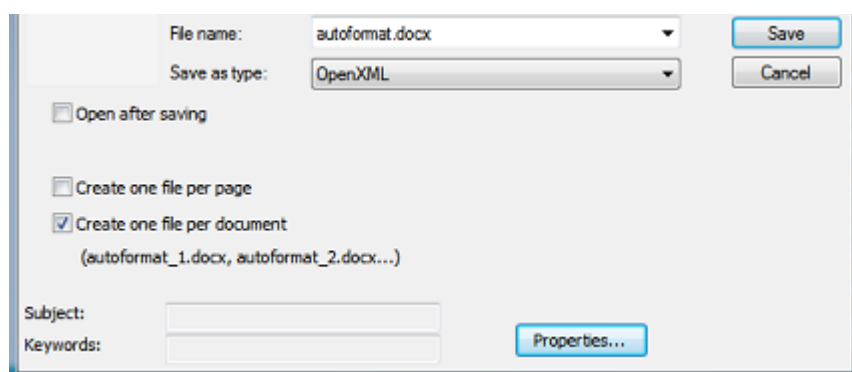 File name: autoformat.docx Save
Save as type: OpenXML Cancel
Open after saving
Create one file per page
Create one file per document
(autoformat_1.docx, autoformat_2.docx...)
Subject:
Keywords: Properties...